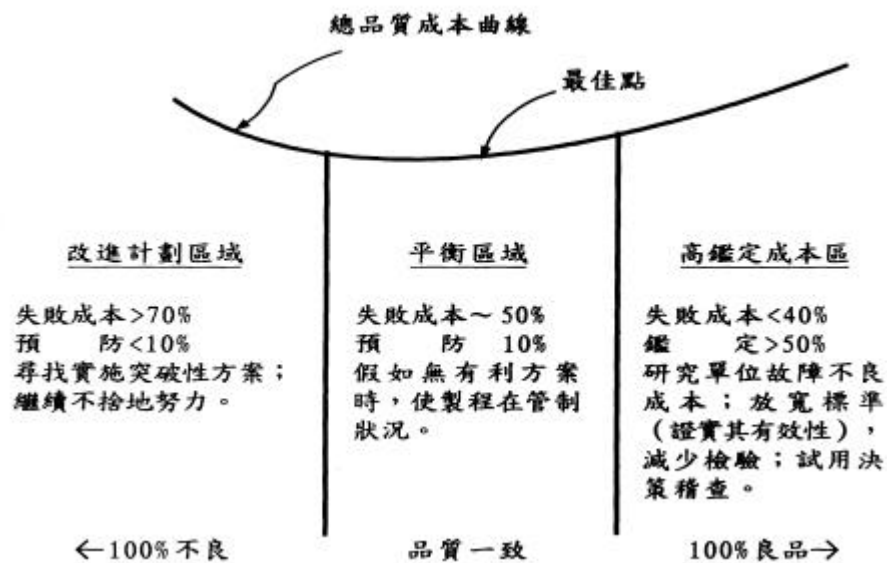 總品質成本曲線
最佳點
改進計劃區域
失敗成本>70%
預 防<10%
尋找實施突破性方案；
繼續不捨地努力。
平衡區域
失敗成本~50%
預 防 10%
假如無有利方案
時，使製程在管制
狀況。
高鑑定成本區
失敗成本<40%
鑑 定>50%
研究單位故障不良
成本；放寬標準
（證實其有效性），
減少檢驗；試用決
策稽查。
←100%不良
品質一致
100%良品→